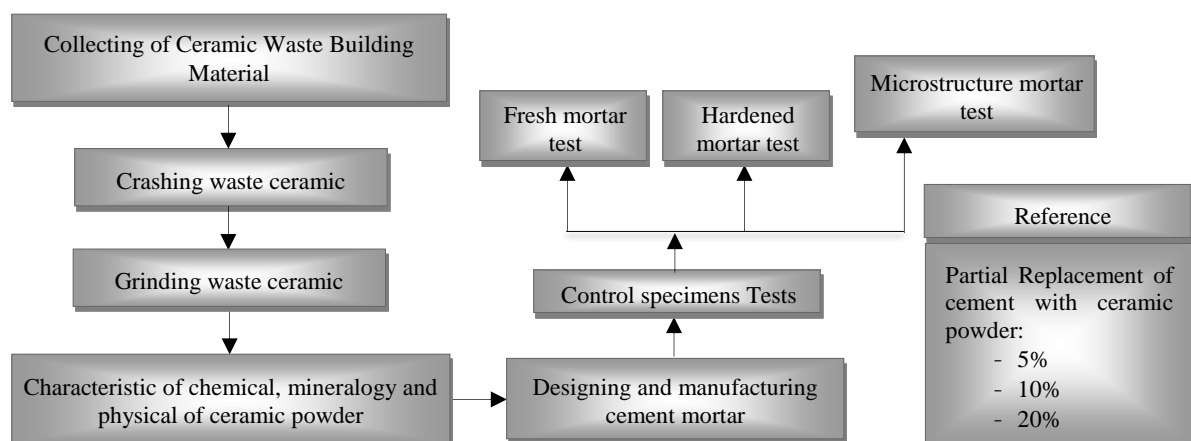 Collecting of Ceramic Waste Building
Material
Crashing waste ceramic
Grinding waste ceramic
Characteristic of chemical, mineralogy and
physical of ceramic powder
Designing and manufacturing
cement mortar
Control specimens Tests
Fresh mortar
test
Hardened
mortar test
Microstructure mortar
test
Reference
Partial Replacement of
cement with ceramic
powder:
- 5%
- 10%
- 20%